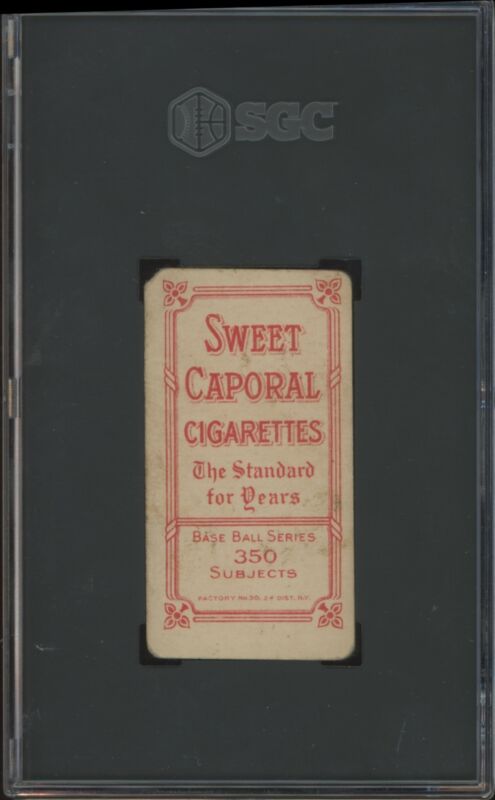 SGC
SWEET
CAPORAL
CIGARETTES
The Standard
for Years
BASE BALL SERIES
350
SUBJECTS
FACTORY No. 30, 2d DIST. N.Y.